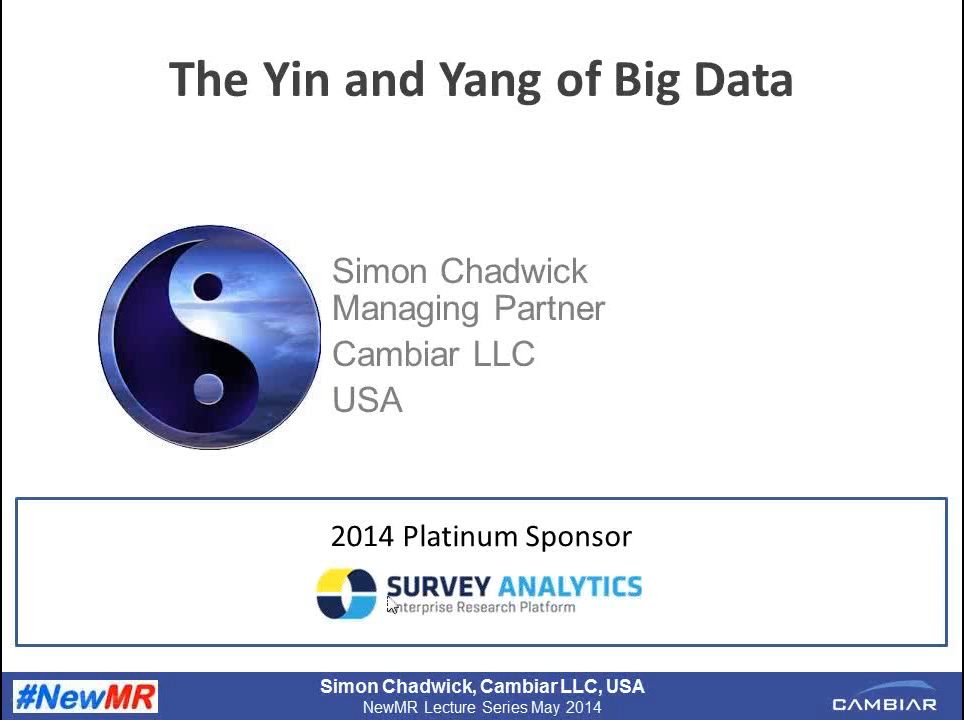 The Yin and Yang of Big Data
Simon Chadwick
Managing Partner
Cambiar LLC
USA
2014 Platinum Sponsor
SURVEY ANALYTICS
nterprise Research Platform
#NewMR
Simon Chadwick, Cambiar LLC, USA
NewMR Lecture Series May 2014
CAMBIAR